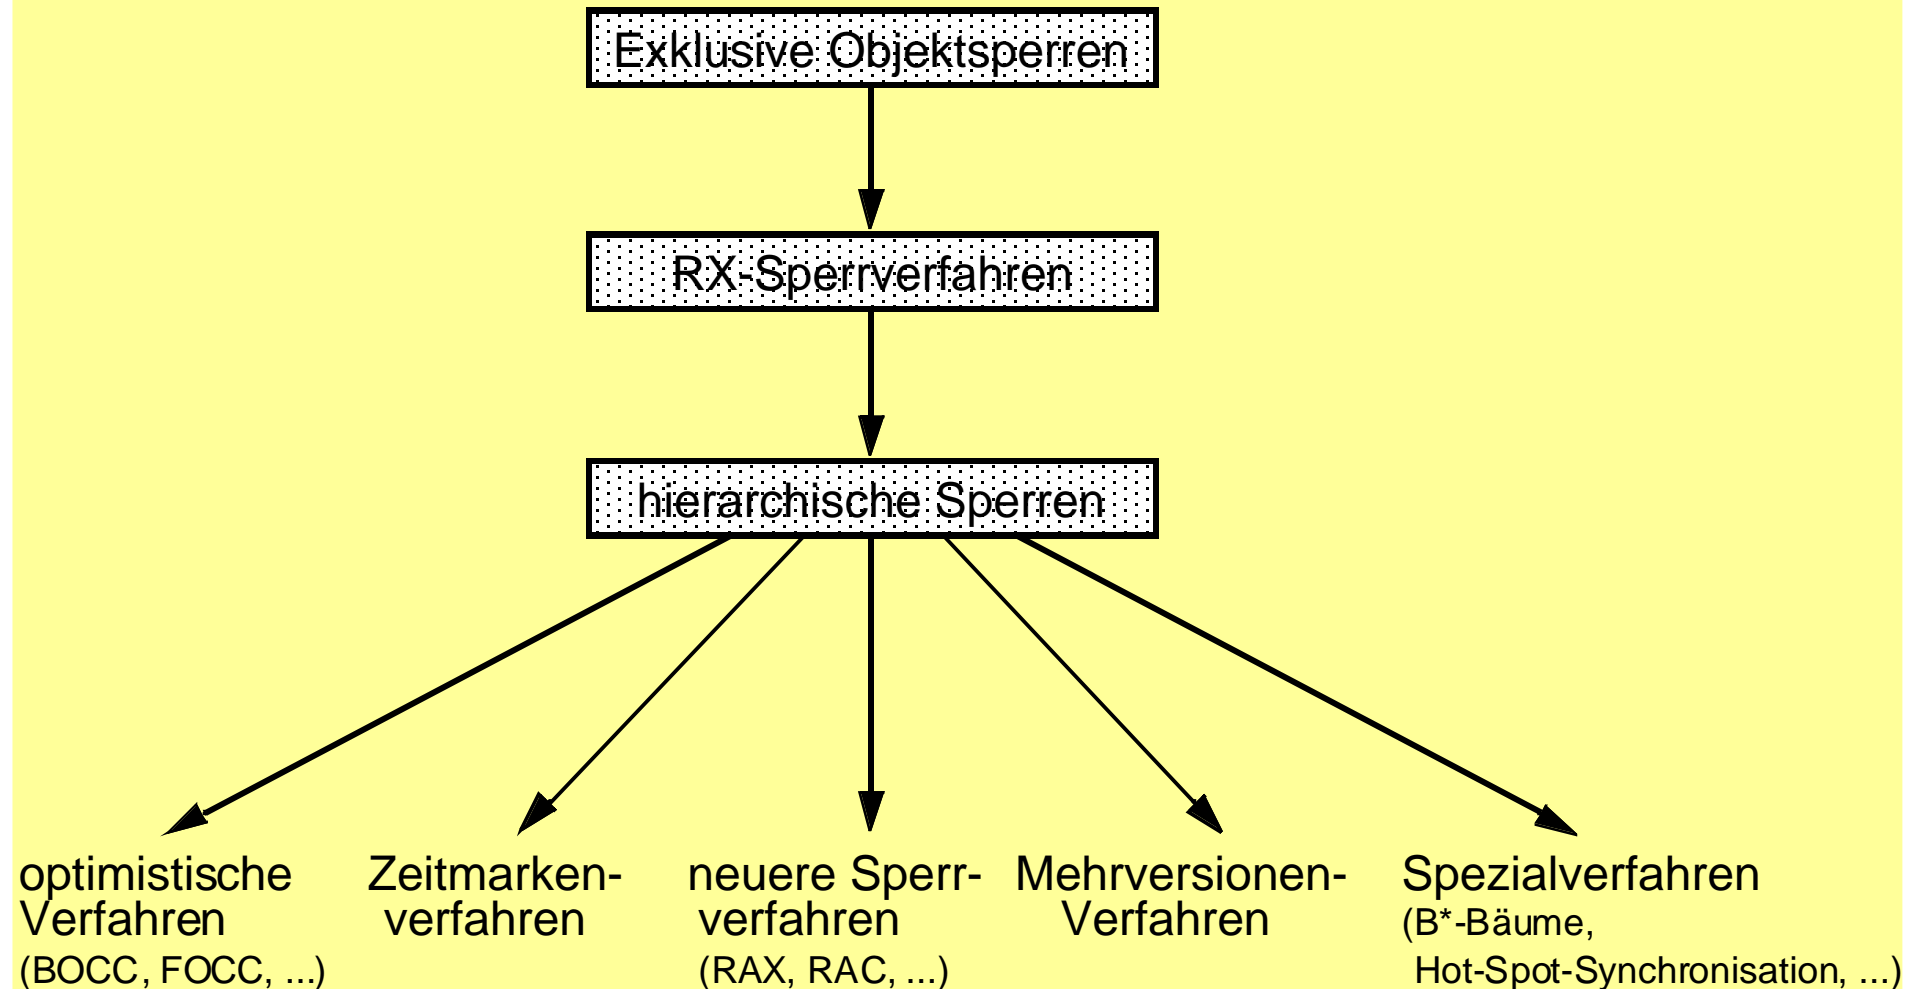 Exklusive Objektsperren
RX-Sperrverfahren
hierarchische Sperren
optimistische
Verfahren
(BOCC, FOCC, ...)
Zeitmarken-
verfahren
neuere Sperr-
verfahren
(RAX, RAC, ...)
Mehrversionen-
Verfahren
Spezialverfahren
(B*-Bäume,
Hot-Spot-Synchronisation, ...)